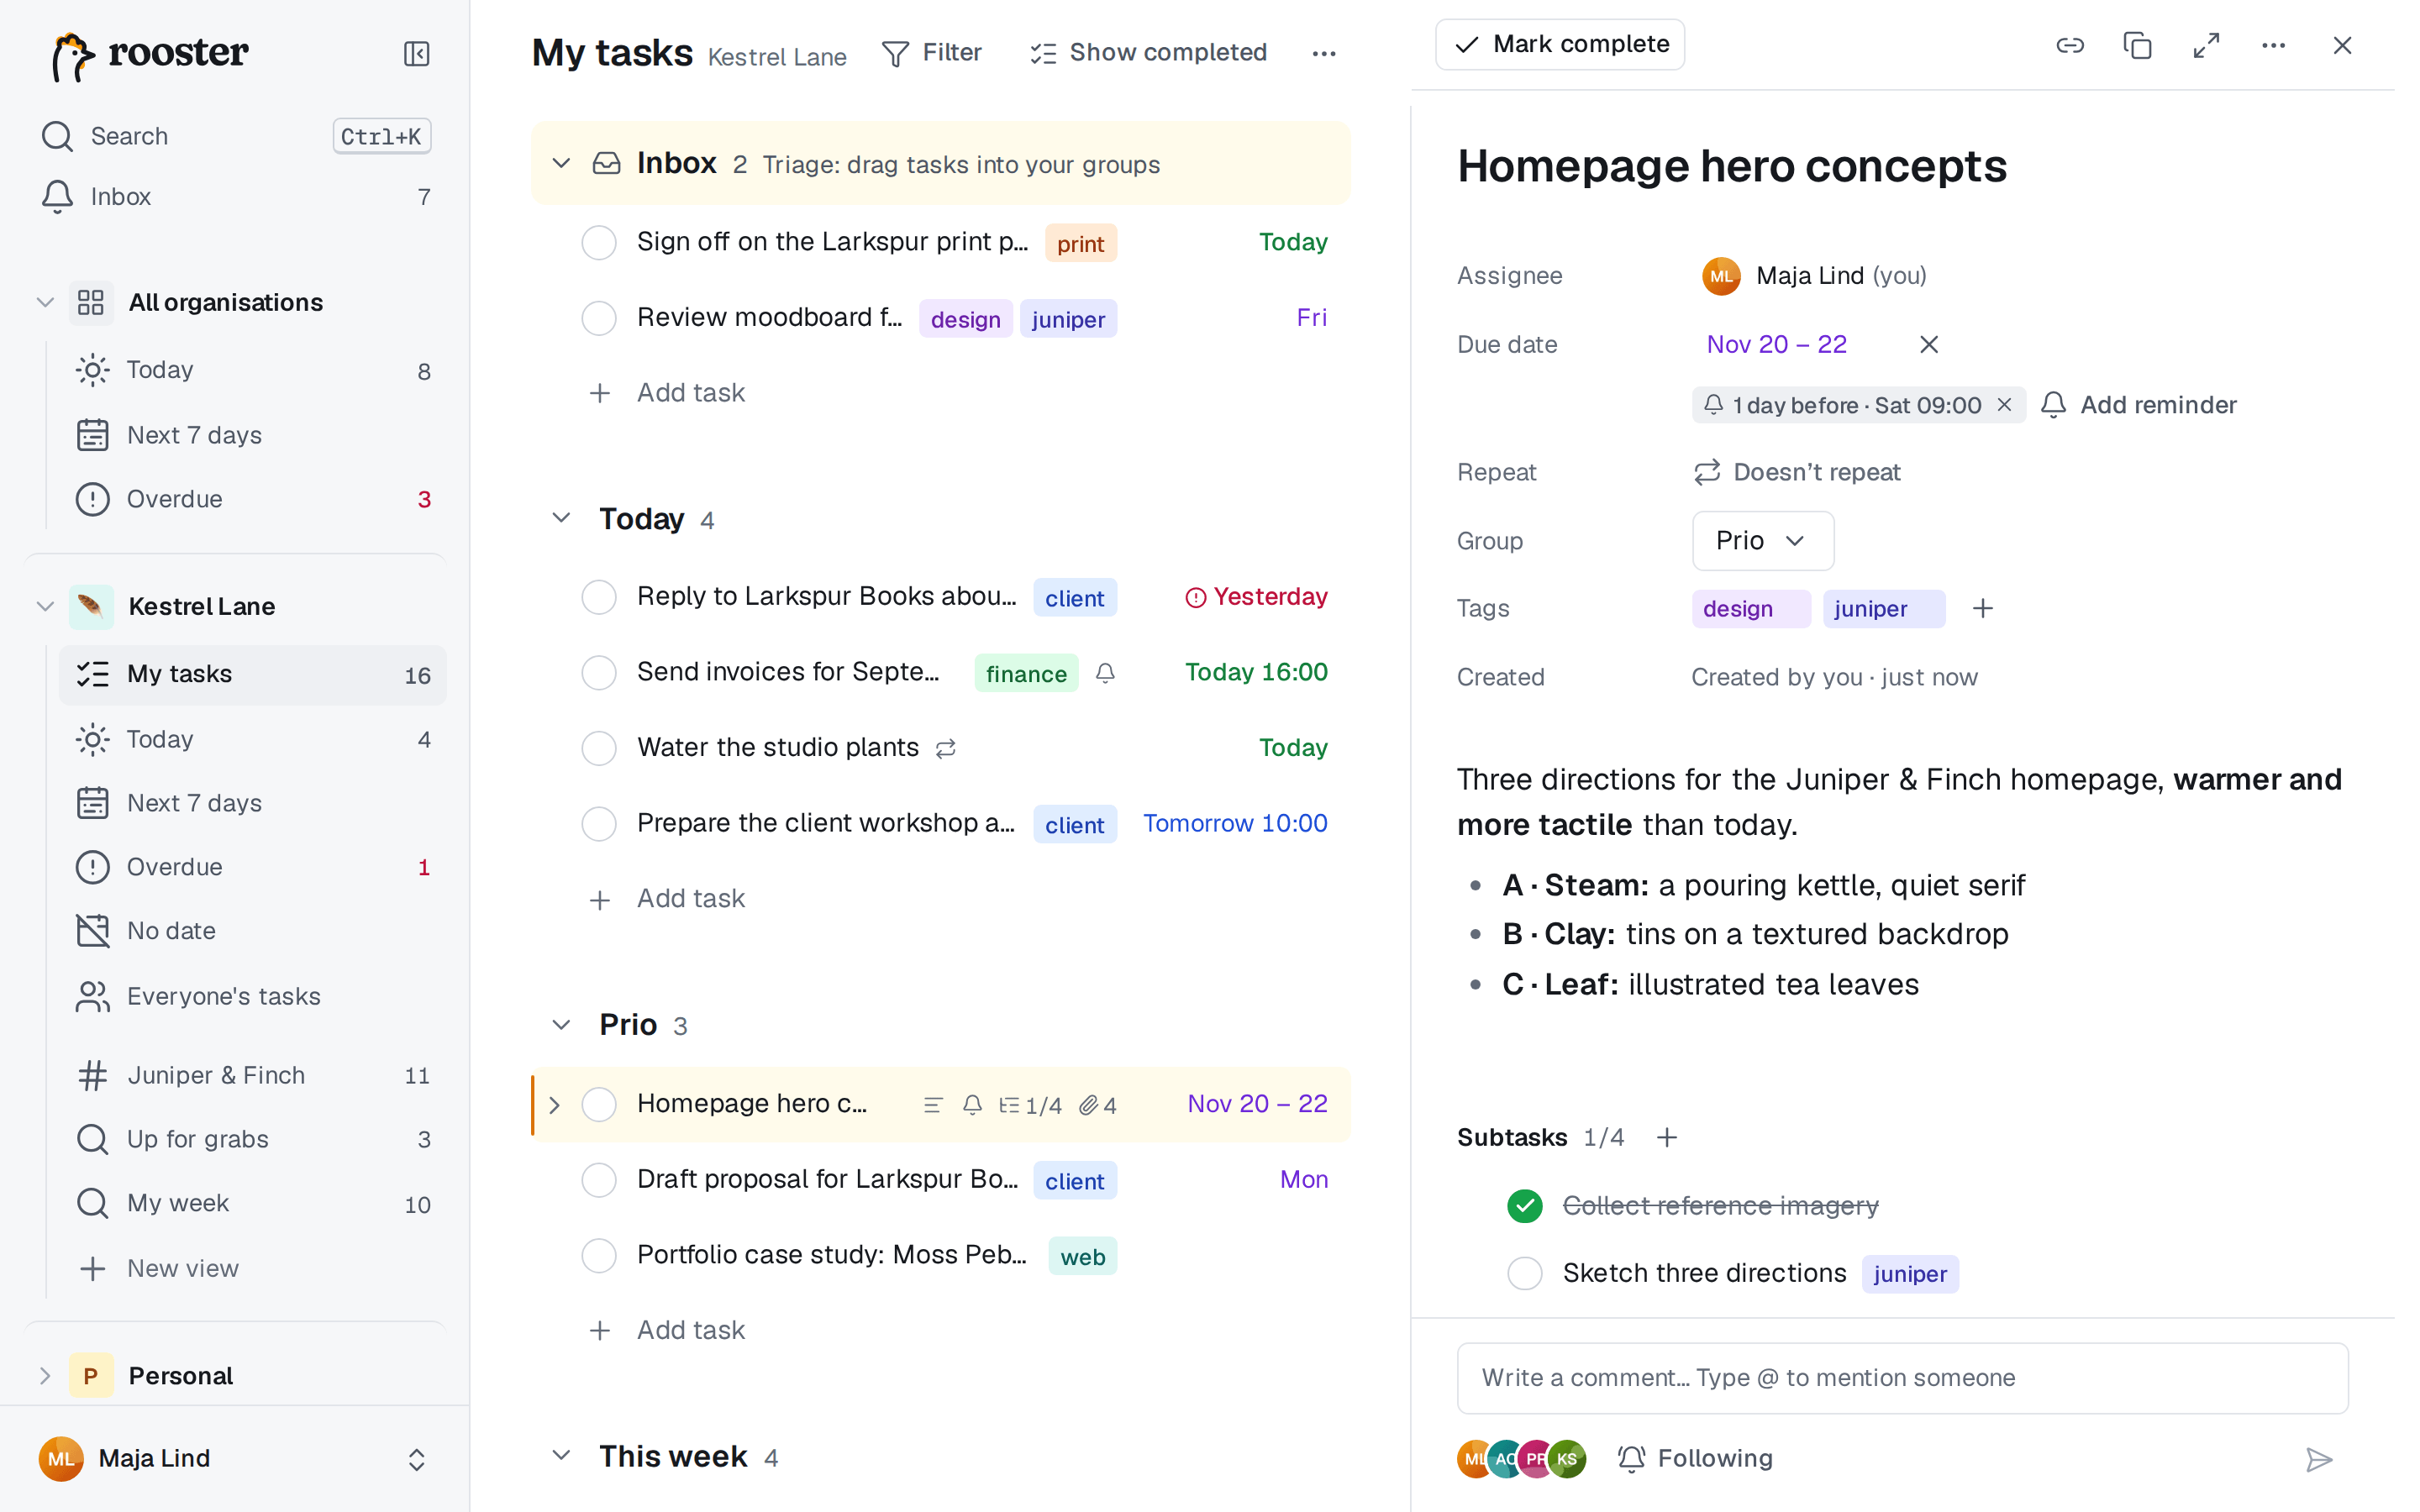 rooster
Search Ctrl+K
Inbox 7
All organisations
Today 8
Next 7 days
Overdue 3
Kestrel Lane
My tasks 16
Today 4
Next 7 days
Overdue 1
No date
Everyone's tasks
Juniper & Finch 11
Up for grabs 3
My week 10
New view
P Personal
ML Maja Lind
My tasks Kestrel Lane Filter Show completed
Inbox 2 Triage: drag tasks into your groups
Sign off on the Larkspur print p... print Today
Review moodboard f... design juniper Fri
Add task
Today 4
Reply to Larkspur Books abou... client Yesterday
Send invoices for Septe... finance Today 16:00
Water the studio plants Today
Prepare the client workshop a... client Tomorrow 10:00
Add task
Prio 3
Homepage hero c... 1/4 4 Nov 20 – 22
Draft proposal for Larkspur Bo... client Mon
Portfolio case study: Moss Peb... web
Add task
This week 4
Mark complete
Homepage hero concepts
Assignee ML Maja Lind (you)
Due date Nov 20 – 22
1 day before · Sat 09:00 Add reminder
Repeat Doesn’t repeat
Group Prio
Tags design juniper
Created Created by you · just now
Three directions for the Juniper & Finch homepage, warmer and
more tactile than today.
• A · Steam: a pouring kettle, quiet serif
• B · Clay: tins on a textured backdrop
• C · Leaf: illustrated tea leaves
Subtasks 1/4
Collect reference imagery
Sketch three directions juniper
Write a comment... Type @ to mention someone
ML AO PR KS Following